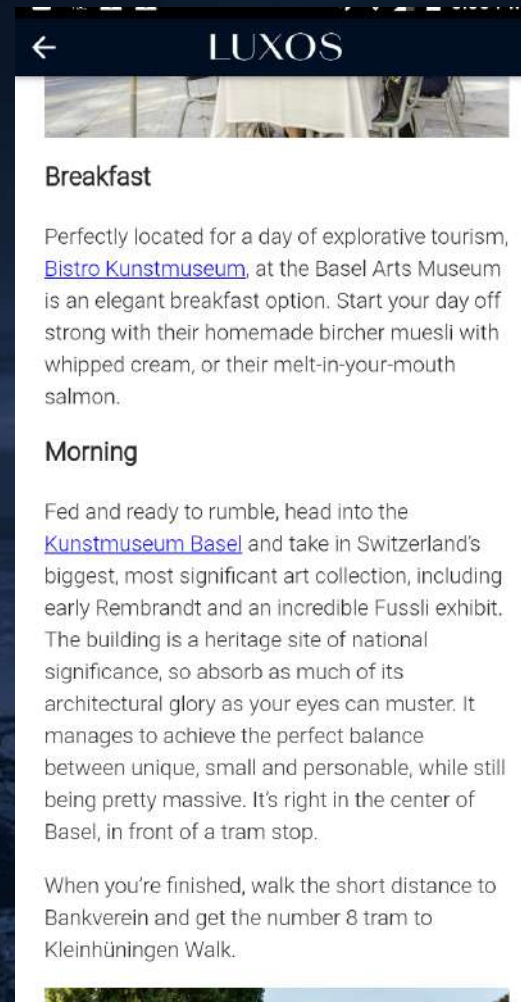 LUXOS
Breakfast
Perfectly located for a day of explorative tourism,
Bistro Kunstmuseum, at the Basel Arts Museum
is an elegant breakfast option. Start your day off
strong with their homemade bircher muesli with
whipped cream, or their melt-in-your-mouth
salmon.
Morning
Fed and ready to rumble, head into the
Kunstmuseum Basel and take in Switzerland's
biggest, most significant art collection, including
early Rembrandt and an incredible Fussli exhibit.
The building is a heritage site of national
significance, so absorb as much of its
architectural glory as your eyes can muster. It
manages to achieve the perfect balance
between unique, small and personable, while still
being pretty massive. It's right in the center of
Basel, in front of a tram stop.
When you're finished, walk the short distance to
Bankverein and get the number 8 tram to
Kleinhüningen Walk.